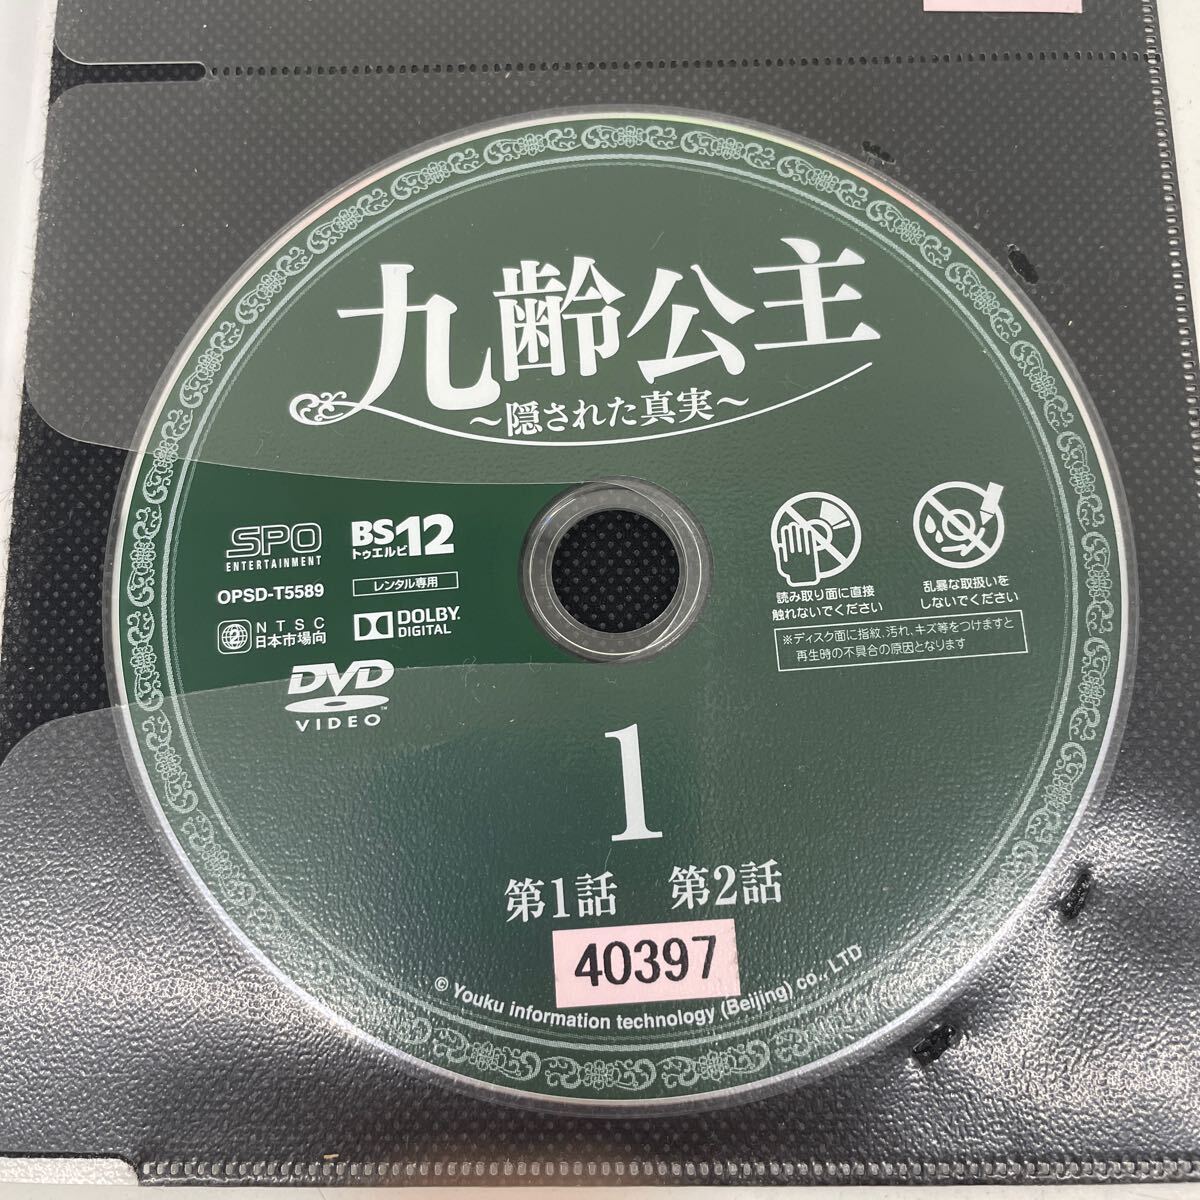 九齢公主
～隠された真実～
SPO
ENTERTAINMENT
BS12
トゥエルビ
OPSD-T5589
レンタル専用
2
NTSC
日本市場向
DOLBY
DIGITAL
DVD
VIDEO
読み取り面に直接
触れないでください
乱暴な取扱いを
しないでください
※ディスク面に指紋、汚れ、キズ等をつけますと
再生時の不具合の原因となります
1
第1話 第2話
40397
© Youku information technology (Beijing) co., LTD